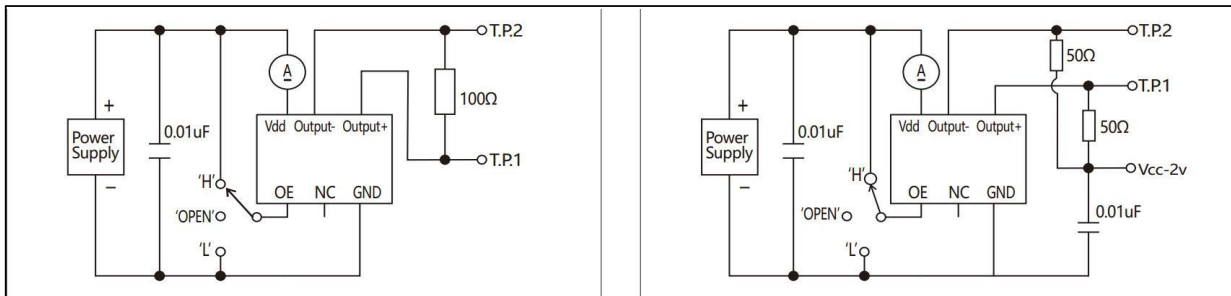 T.P.2
A
100Ω
+
Vdd Output- Output+
Power
Supply
0.01uF
T.P.1
−
'H'
OE NC GND
'OPEN'
'L'
T.P.2
50Ω
A
T.P.1
+
Vdd Output- Output+
50Ω
Power
Supply
0.01uF
Vcc-2v
−
'H'
OE NC GND
0.01uF
'OPEN'
'L'